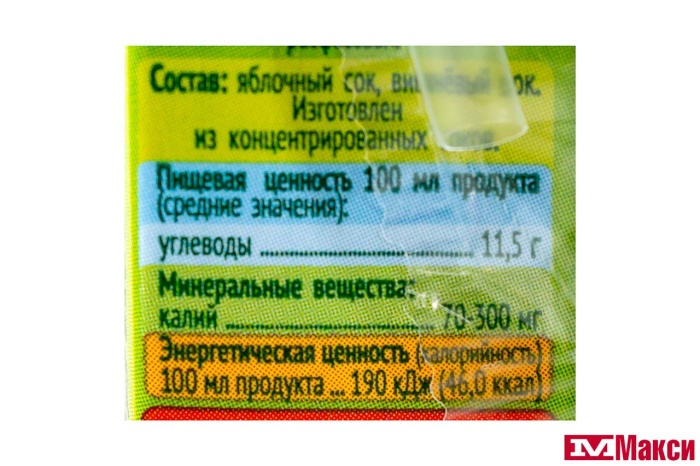 Состав: яблочный сок, вишнёвый сок.
Изготовлен
из концентрированных соков.
Пищевая ценность 100 мл продукта
(средние значения):
углеводы ........................................ 11,5 г
Минеральные вещества:
калий ........................................ 70-300 мг
Энергетическая ценность (калорийность)
100 мл продукта ... 190 кДж (46,0 ккал)
Макси